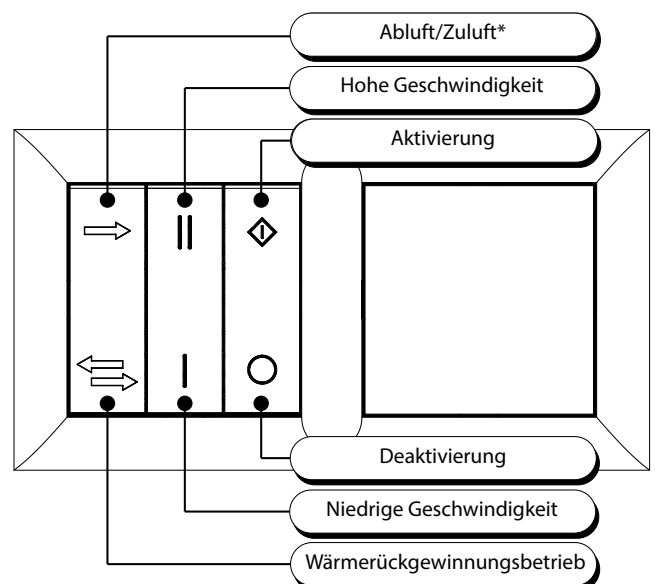 Abluft/Zuluft*
Hohe Geschwindigkeit
Aktivierung
Deaktivierung
Niedrige Geschwindigkeit
Wärmerückgewinnungsbetrieb